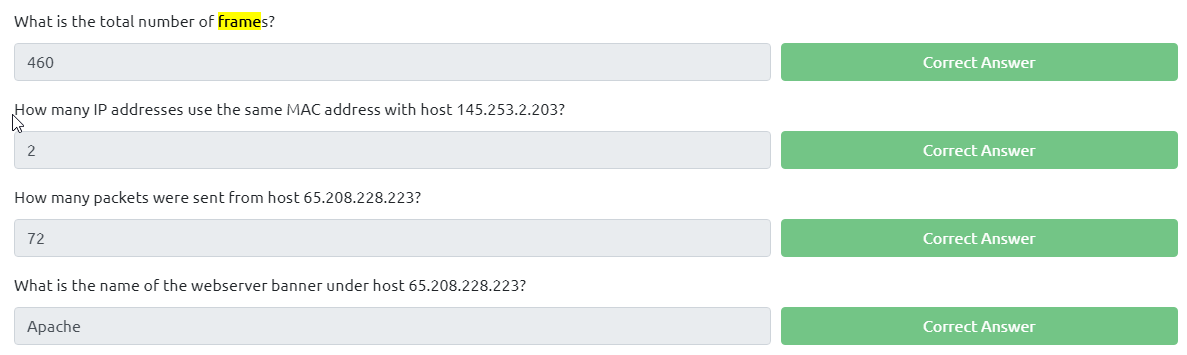 What is the total number of frames?
460
Correct Answer
How many IP addresses use the same MAC address with host 145.253.2.203?
2
Correct Answer
How many packets were sent from host 65.208.228.223?
72
Correct Answer
What is the name of the webserver banner under host 65.208.228.223?
Apache
Correct Answer